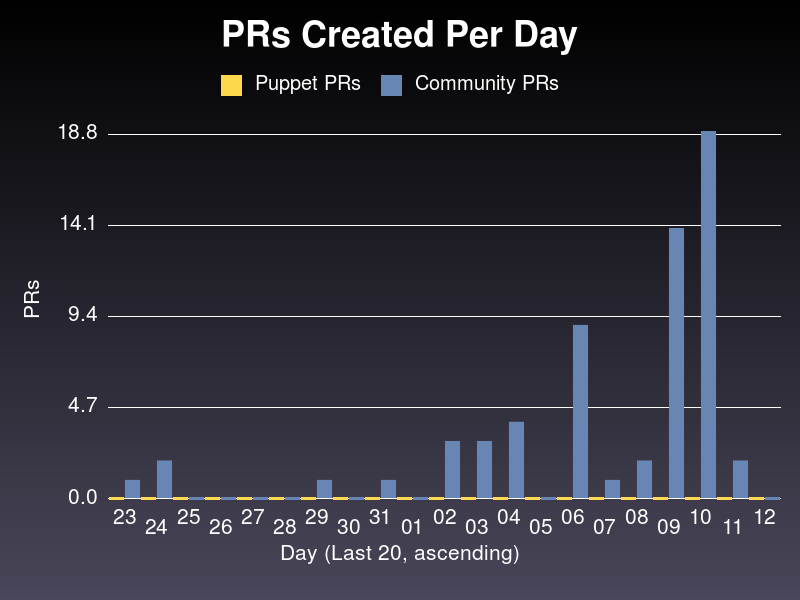 PRs Created Per Day
Puppet PRs Community PRs
18.8
14.1
9.4
4.7
0.0
PRs
23 24 25 26 27 28 29 30 31 01 02 03 04 05 06 07 08 09 10 11 12
Day (Last 20, ascending)